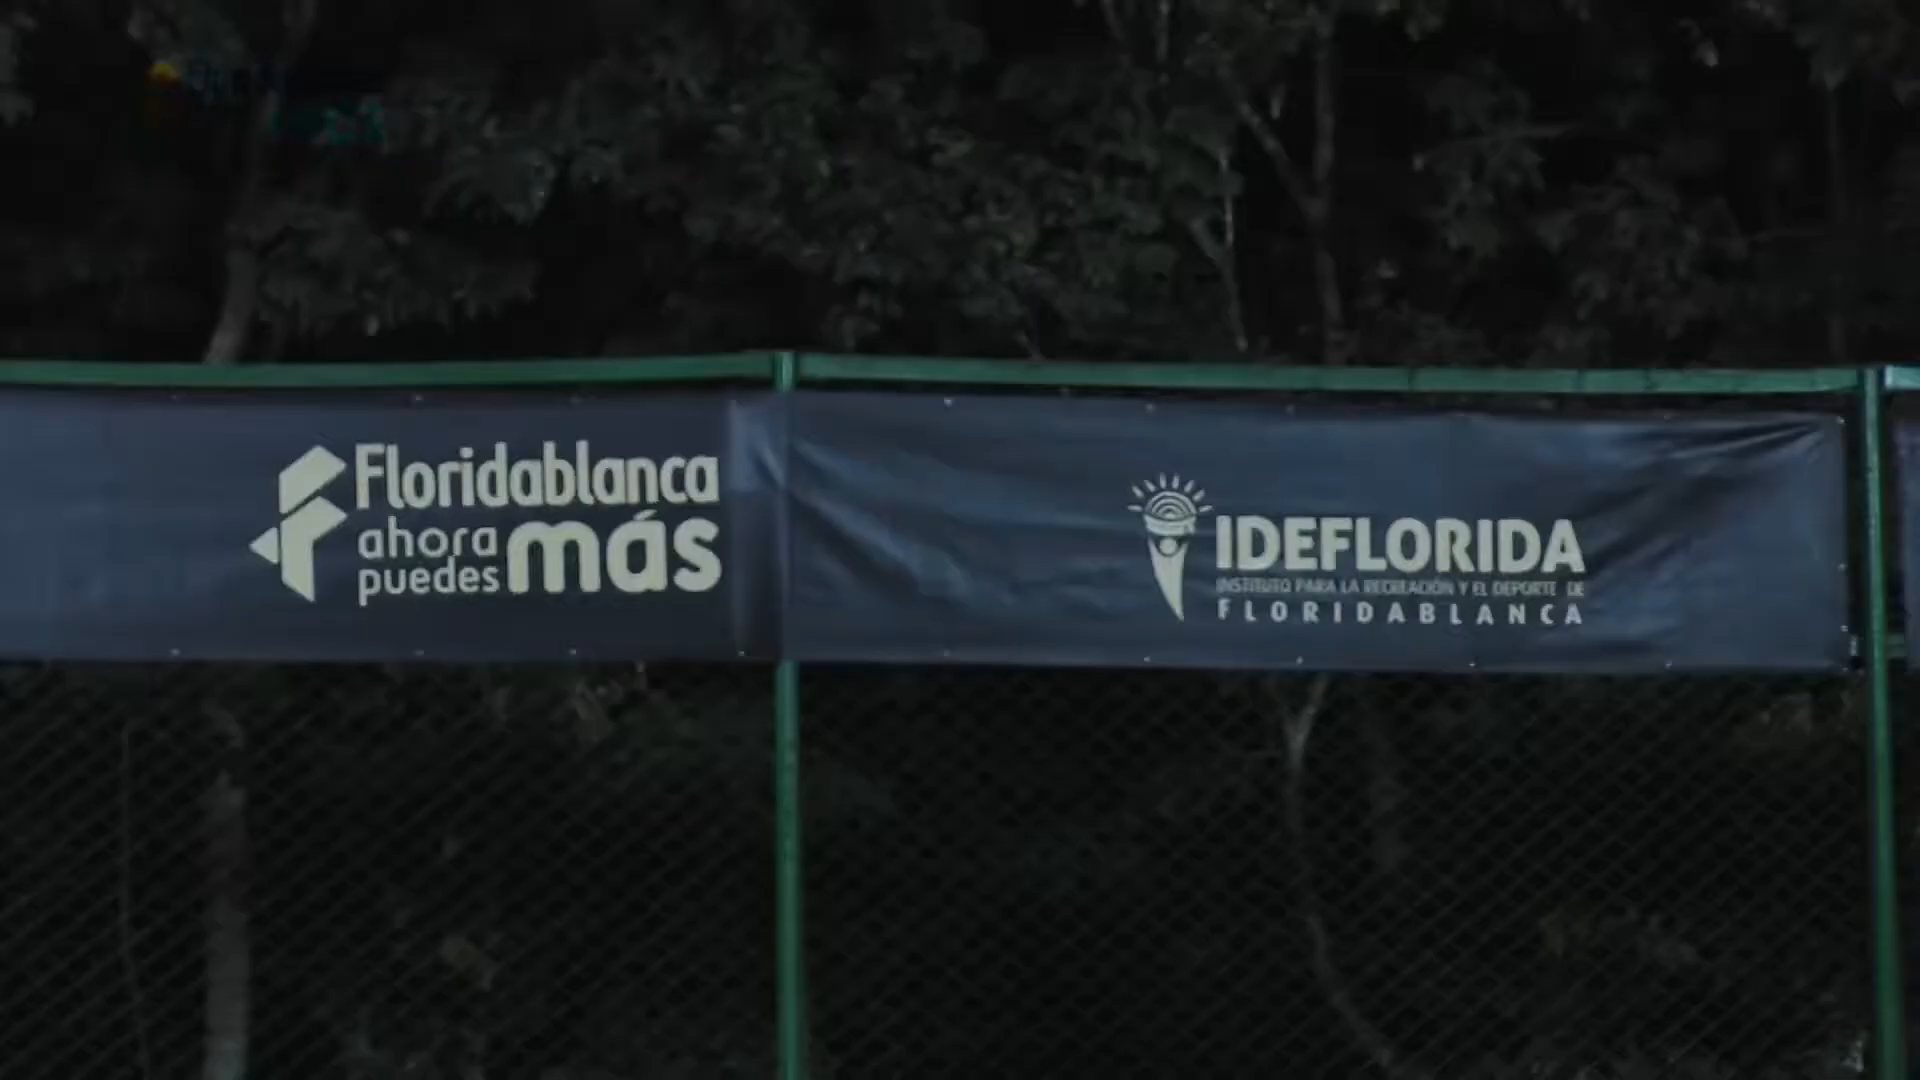 Floridablanca
ahora
puedes más
IDEFLORIDA
INSTITUTO PARA LA RECREACIÓN Y EL DEPORTE DE
FLORIDABLANCA